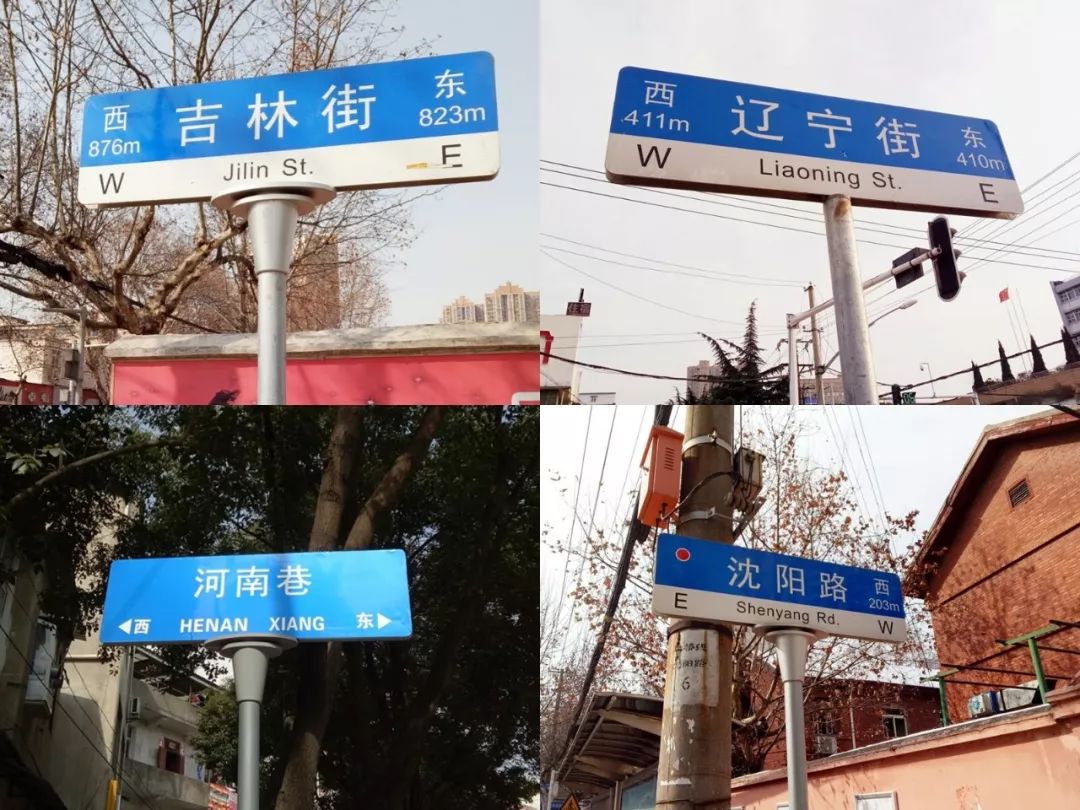 西 吉林街 东
876m 823m
W Jilin St. E
西 辽宁街 东
411m 410m
W Liaoning St. E
河南巷
◀西 HENAN XIANG 东▶
沈阳路 西
203m
E Shenyang Rd. W
6